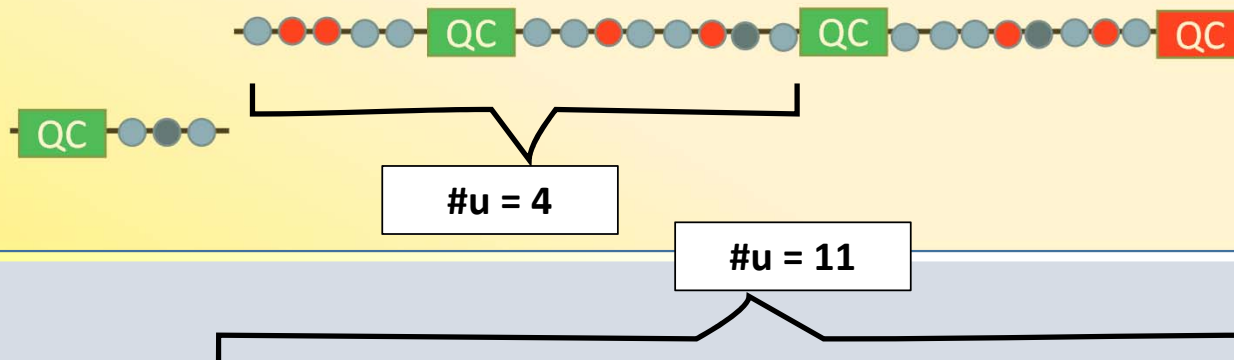 QC QC QC
QC
#u = 4
#u = 11